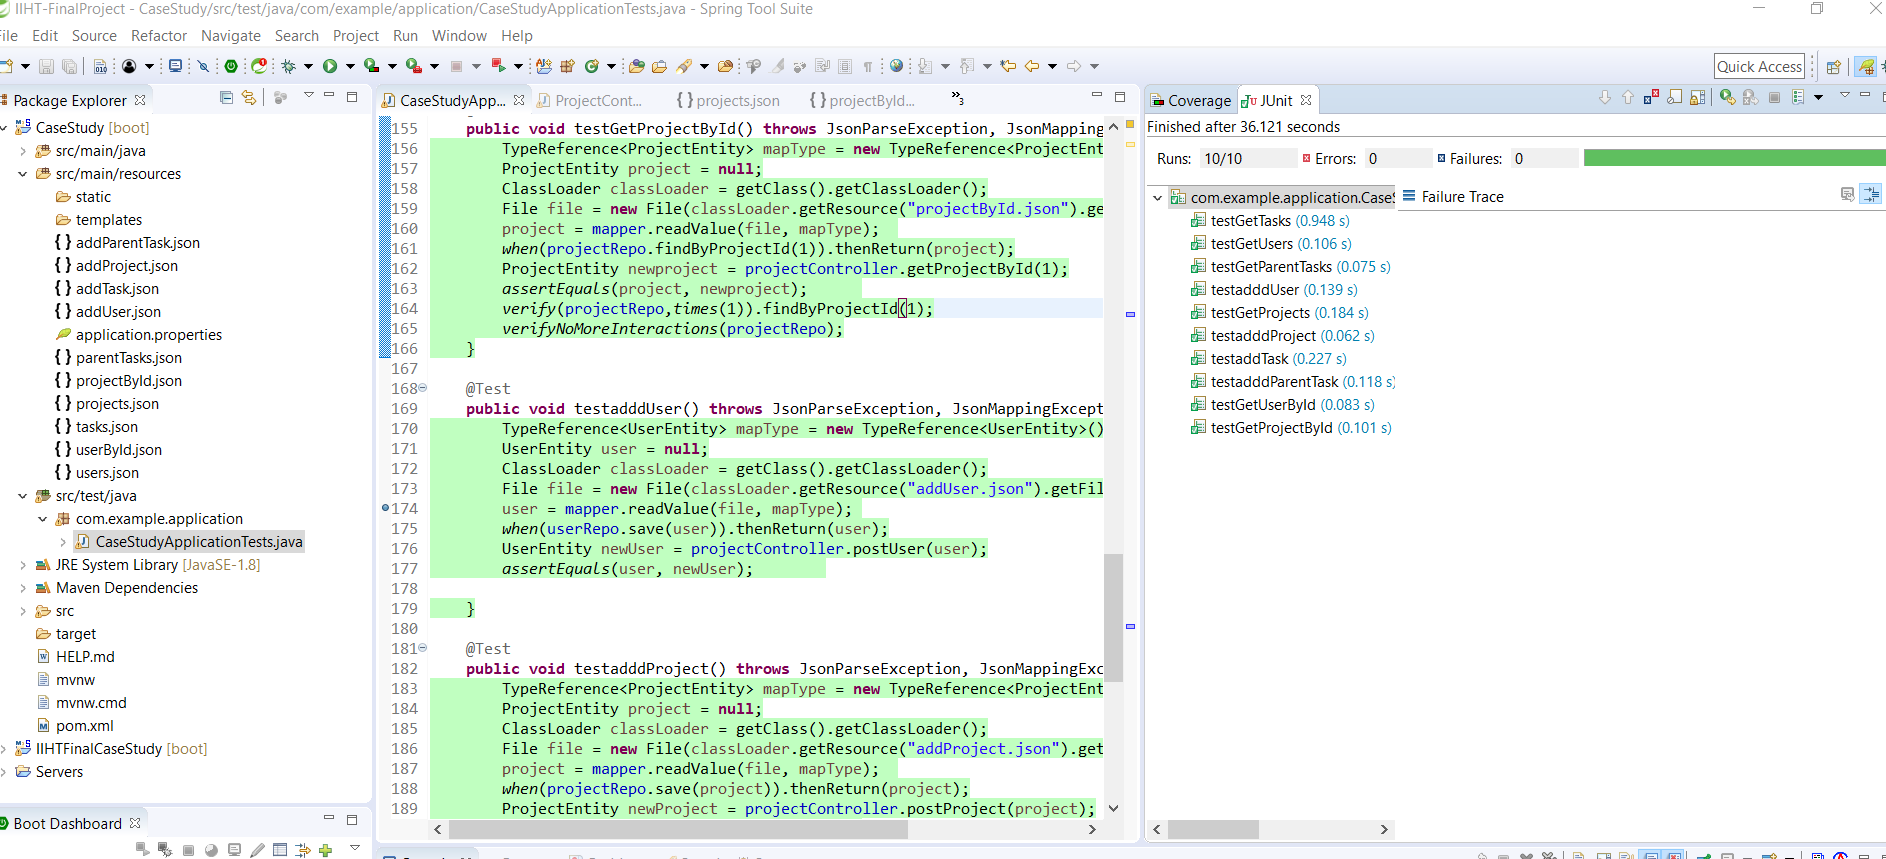 IIHT-FinalProject - CaseStudy/src/test/java/com/example/application/CaseStudyApplicationTests.java - Spring Tool Suite
File Edit Source Refactor Navigate Search Project Run Window Help
Quick Access
Package Explorer
CaseStudy [boot]
src/main/java
src/main/resources
static
templates
addParentTask.json
addProject.json
addTask.json
addUser.json
application.properties
parentTasks.json
projectById.json
projects.json
tasks.json
userById.json
users.json
src/test/java
com.example.application
CaseStudyApplicationTests.java
JRE System Library [JavaSE-1.8]
Maven Dependencies
src
target
HELP.md
mvnw
mvnw.cmd
pom.xml
IIHTFinalCaseStudy [boot]
Servers
Boot Dashboard
CaseStudyApp... ProjectCont... projects.json projectById... »3
155 public void testGetProjectById() throws JsonParseException, JsonMapping
156 TypeReference<ProjectEntity> mapType = new TypeReference<ProjectEnt
157 ProjectEntity project = null;
158 ClassLoader classLoader = getClass().getClassLoader();
159 File file = new File(classLoader.getResource("projectById.json").ge
160 project = mapper.readValue(file, mapType);
161 when(projectRepo.findByProjectId(1)).thenReturn(project);
162 ProjectEntity newproject = projectController.getProjectById(1);
163 assertEquals(project, newproject);
164 verify(projectRepo,times(1)).findByProjectId(1);
165 verifyNoMoreInteractions(projectRepo);
166 }
167
168 @Test
169 public void testadddUser() throws JsonParseException, JsonMappingExcept
170 TypeReference<UserEntity> mapType = new TypeReference<UserEntity>()
171 UserEntity user = null;
172 ClassLoader classLoader = getClass().getClassLoader();
173 File file = new File(classLoader.getResource("addUser.json").getFil
174 user = mapper.readValue(file, mapType);
175 when(userRepo.save(user)).thenReturn(user);
176 UserEntity newUser = projectController.postUser(user);
177 assertEquals(user, newUser);
178
179 }
180
181 @Test
182 public void testadddProject() throws JsonParseException, JsonMappingExc
183 TypeReference<ProjectEntity> mapType = new TypeReference<ProjectEnt
184 ProjectEntity project = null;
185 ClassLoader classLoader = getClass().getClassLoader();
186 File file = new File(classLoader.getResource("addProject.json").get
187 project = mapper.readValue(file, mapType);
188 when(projectRepo.save(project)).thenReturn(project);
189 ProjectEntity newProject = projectController.postProject(project);
Coverage JUnit
Finished after 36.121 seconds
Runs: 10/10 Errors: 0 Failures: 0
com.example.application.CaseS
Failure Trace
testGetTasks (0.948 s)
testGetUsers (0.106 s)
testGetParentTasks (0.075 s)
testadddUser (0.139 s)
testGetProjects (0.184 s)
testadddProject (0.062 s)
testaddTask (0.227 s)
testadddParentTask (0.118 s)
testGetUserById (0.083 s)
testGetProjectById (0.101 s)